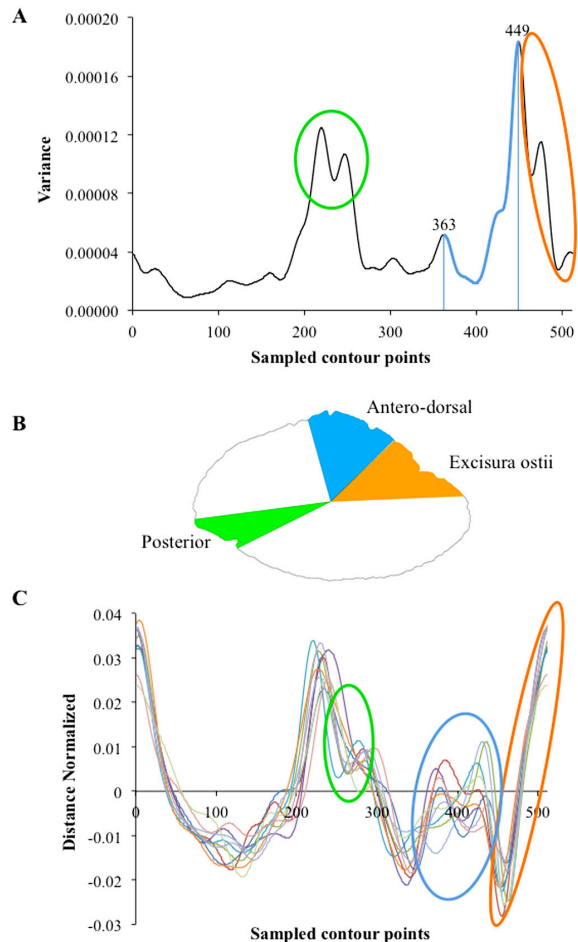 A
0.00020
0.00016
0.00012
0.00008
0.00004
0.00000
Variance
449
363
0 100 200 300 400 500
Sampled contour points
B
Antero-dorsal
Excisura ostii
Posterior
C
0.04
0.03
0.02
0.01
0
-0.01
-0.02
-0.03
Distance Normalized
0 100 200 300 400 500
Sampled contour points